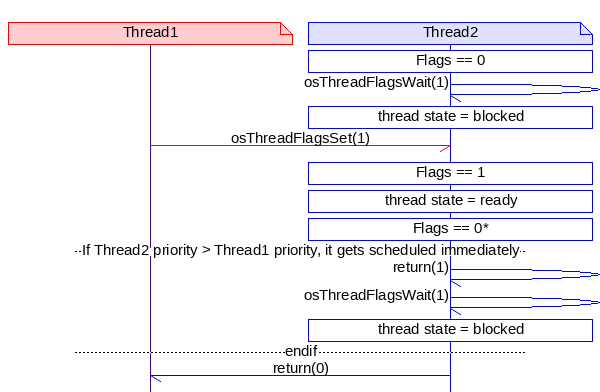 Thread1
Thread2
Flags == 0
osThreadFlagsWait(1)
thread state = blocked
osThreadFlagsSet(1)
Flags == 1
thread state = ready
Flags == 0*
If Thread2 priority > Thread1 priority, it gets scheduled immediately
return(1)
osThreadFlagsWait(1)
thread state = blocked
endif
return(0)